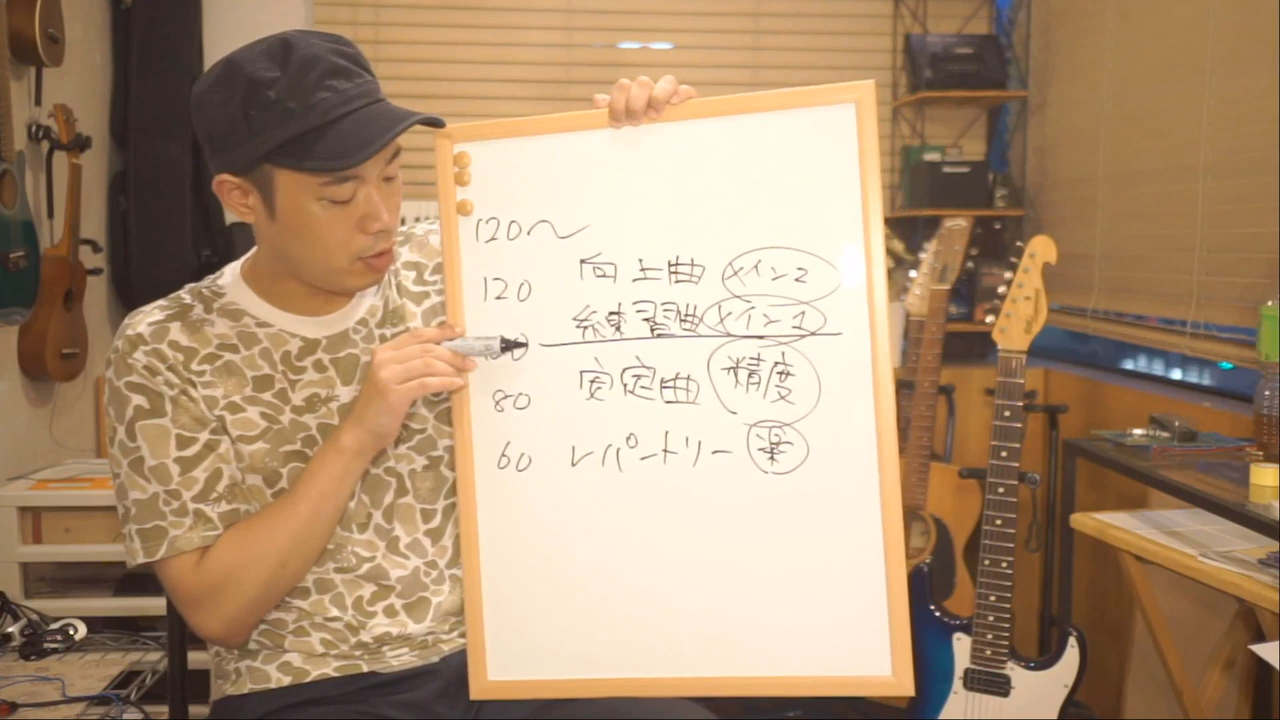 120〜
120 向上曲 メイン2
練習曲 メイン1
80 安定曲 精度
60 レパートリー 楽